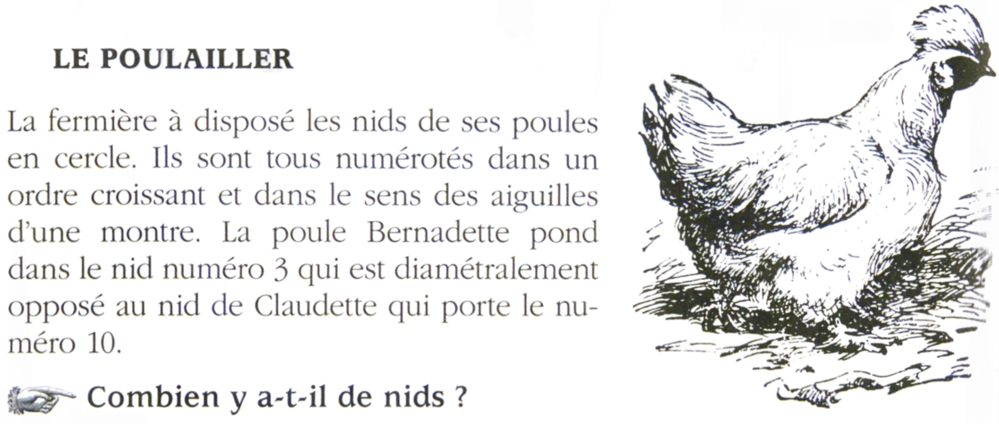 LE POULAILLER
La fermière à disposé les nids de ses poules
en cercle. Ils sont tous numérotés dans un
ordre croissant et dans le sens des aiguilles
d'une montre. La poule Bernadette pond
dans le nid numéro 3 qui est diamétralement
opposé au nid de Claudette qui porte le nu-
méro 10.
Combien y a-t-il de nids ?